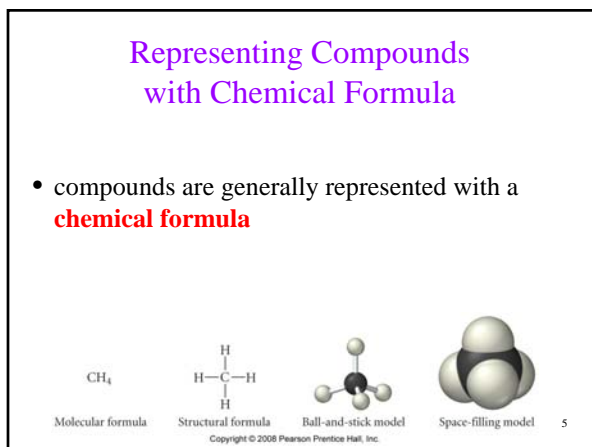 Representing Compounds
with Chemical Formula
• compounds are generally represented with a
chemical formula
CH₄
H
H—C—H
H
Molecular formula Structural formula Ball-and-stick model Space-filling model 5
Copyright © 2008 Pearson Prentice Hall, Inc.